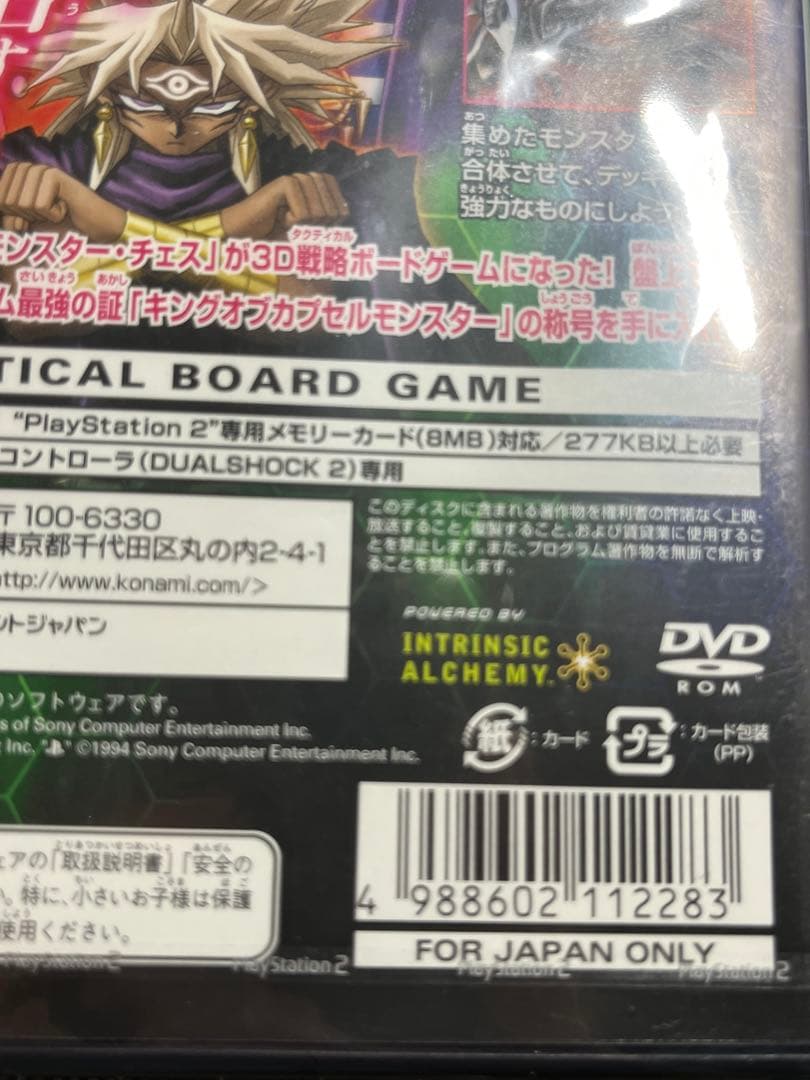 集めたモンスタ
合体させて、デッキ
強力なものにしよう
モンスター・チェス」が3D戦略ボードゲームになった! 盤上
ム最強の証「キングオブカプセルモンスター」の称号を手に
TICAL BOARD GAME
“PlayStation 2”専用メモリーカード(8MB)対応/277KB以上必要
コントローラ(DUALSHOCK 2)専用
〒100-6330
東京都千代田区丸の内2-4-1
http://www.konami.com/>
ントジャパン
このディスクに含まれる著作物を権利者の許諾なく上映・
放送すること、複製すること、および賃貸業に使用するこ
とを禁止します。また、プログラム著作物を無断で解析す
ることを禁止します。
POWERED BY
INTRINSIC
ALCHEMY™
DVD
ROM
のソフトウェアです。
s of Sony Computer Entertainment Inc.
t Inc. ©1994 Sony Computer Entertainment Inc.
紙 :カード
プラ :カード包装
(PP)
ェアの「取扱説明書」「安全の
い。特に、小さいお子様は保護
使用ください。
4 988602 112283
FOR JAPAN ONLY
PlayStation 2 PlayStation 2 PlayStation 2 PlayStation 2